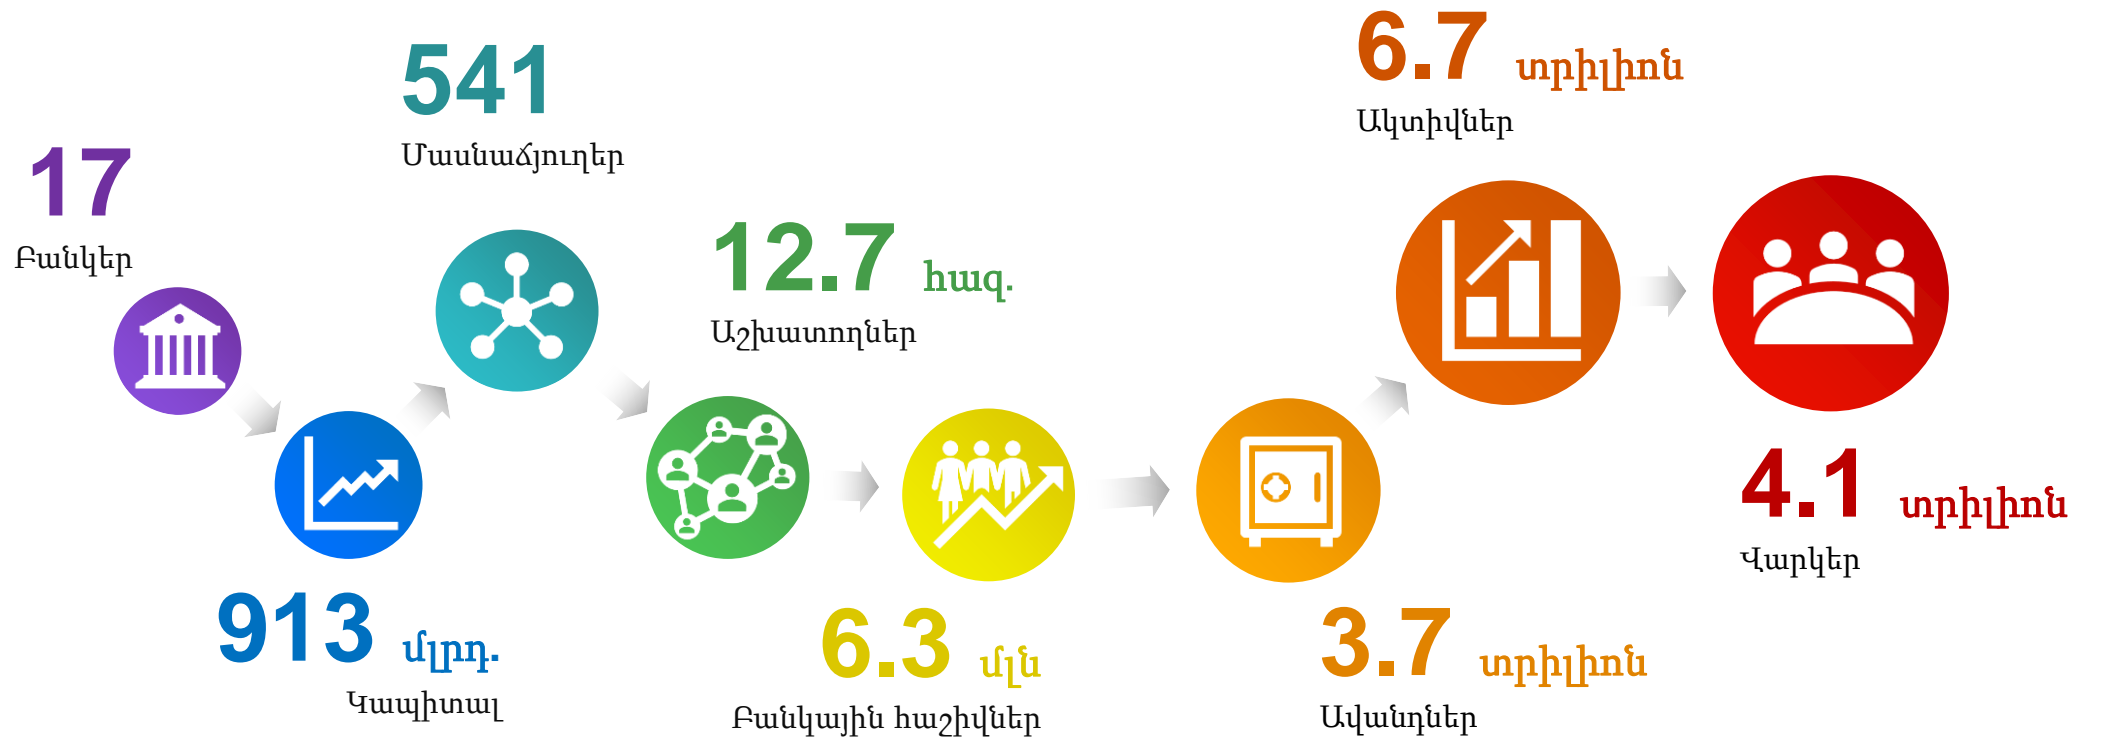 17
Բանկեր
913 մլրդ.
Կապիտալ
541
Մասնաճյուղեր
12.7 հազ.
Աշխատողներ
6.3 մլն
Բանկային հաշիվներ
3.7 տրիլիոն
Ավանդներ
6.7 տրիլիոն
Ակտիվներ
4.1 տրիլիոն
Վարկեր